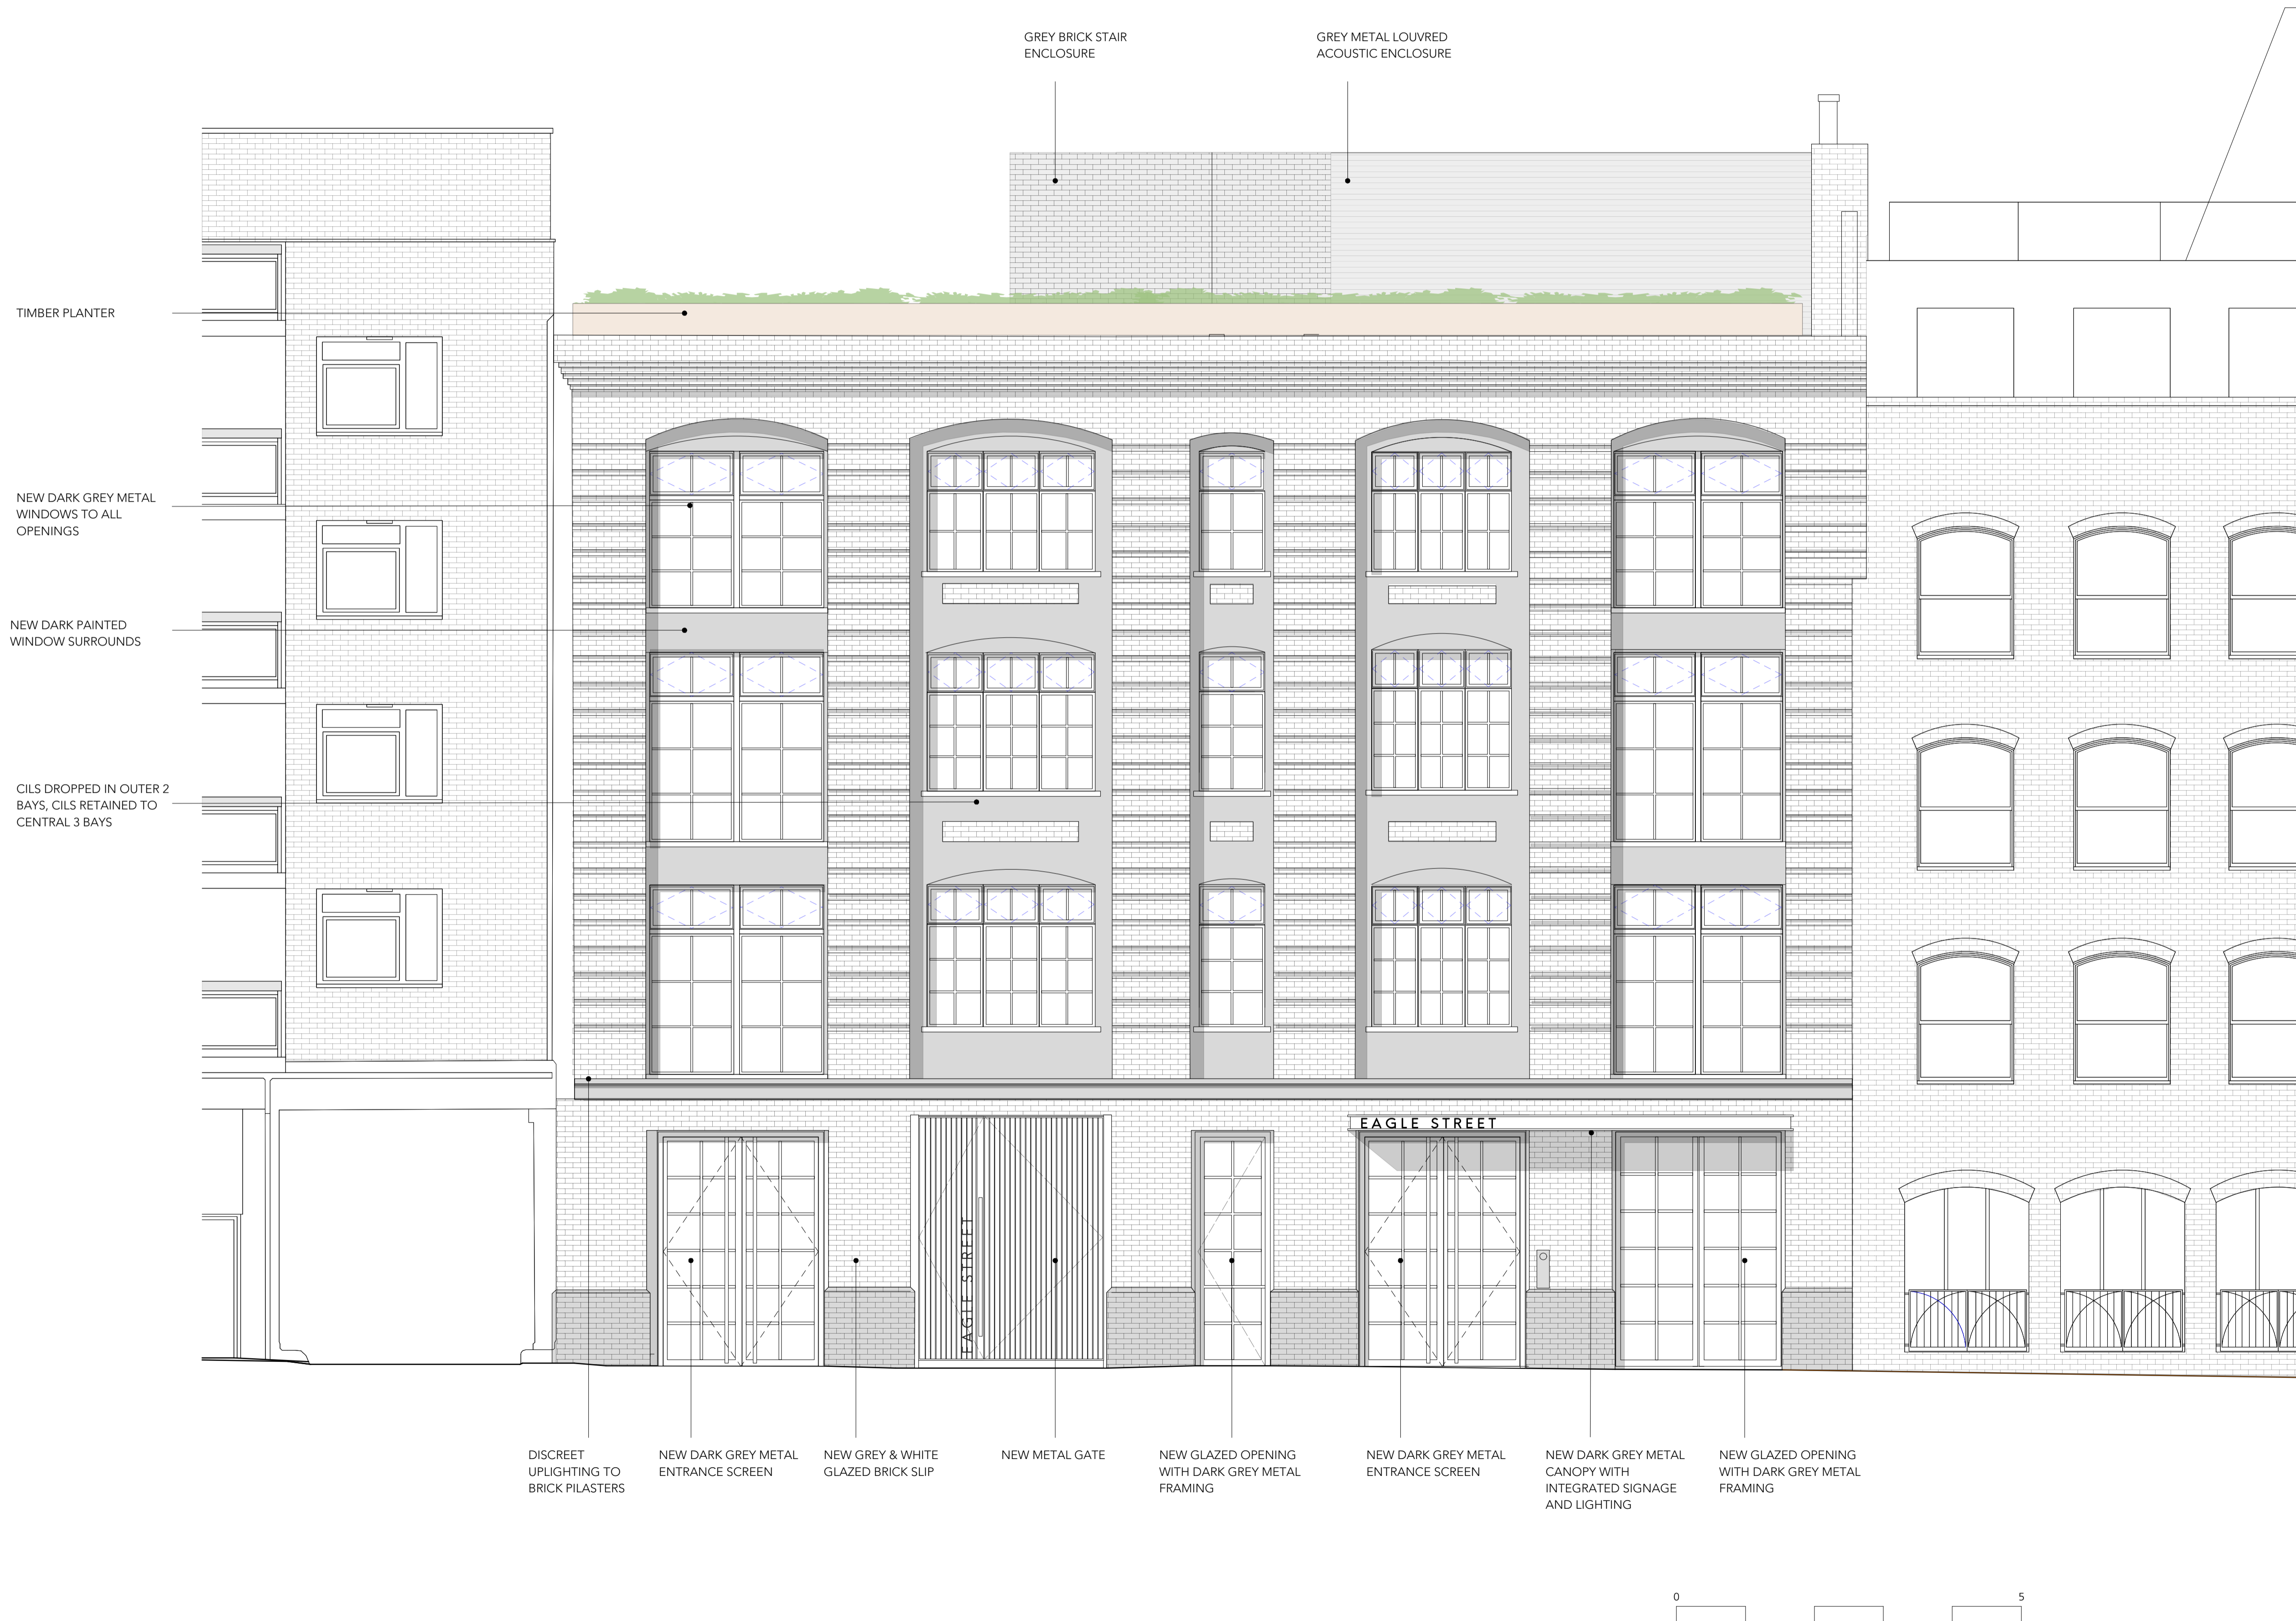 GREY BRICK STAIR
ENCLOSURE
GREY METAL LOUVRED
ACOUSTIC ENCLOSURE
TIMBER PLANTER
NEW DARK GREY METAL
WINDOWS TO ALL
OPENINGS
NEW DARK PAINTED
WINDOW SURROUNDS
CILS DROPPED IN OUTER 2
BAYS, CILS RETAINED TO
CENTRAL 3 BAYS
EAGLE STREET
EAGLE STREET
DISCREET
UPLIGHTING TO
BRICK PILASTERS
NEW DARK GREY METAL
ENTRANCE SCREEN
NEW GREY & WHITE
GLAZED BRICK SLIP
NEW METAL GATE
NEW GLAZED OPENING
WITH DARK GREY METAL
FRAMING
NEW DARK GREY METAL
ENTRANCE SCREEN
NEW DARK GREY METAL
CANOPY WITH
INTEGRATED SIGNAGE
AND LIGHTING
NEW GLAZED OPENING
WITH DARK GREY METAL
FRAMING
0 5